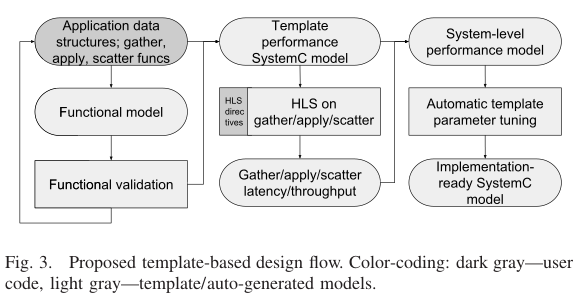 Application data
structures; gather,
apply, scatter funcs
Functional model
Functional validation
Template
performance
SystemC model
HLS
direc
tives
HLS on
gather/apply/scatter
Gather/apply/scatter
latency/throughput
System-level
performance model
Automatic template
parameter tuning
Implementation-
ready SystemC
model
Fig. 3. Proposed template-based design flow. Color-coding: dark gray—user
code, light gray—template/auto-generated models.